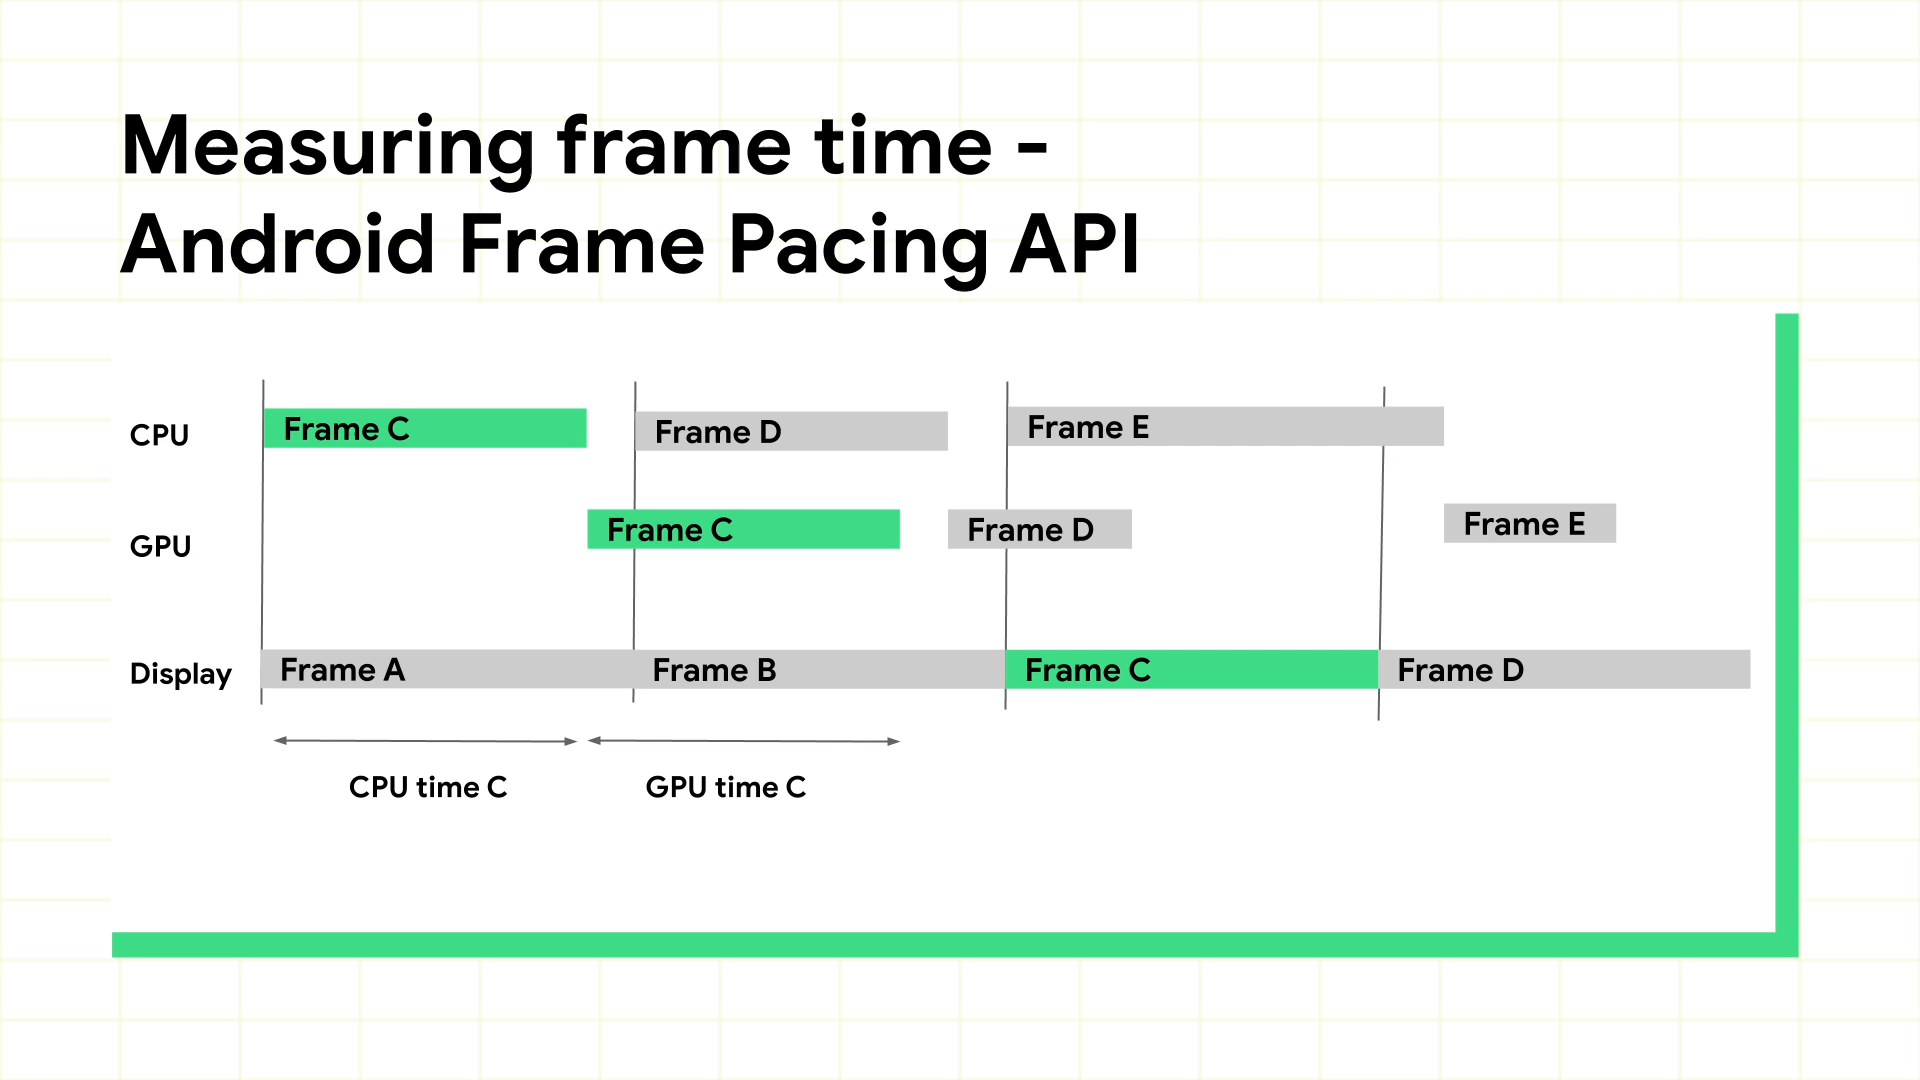 Measuring frame time -
Android Frame Pacing API
CPU
Frame C
Frame D
Frame E
GPU
Frame C
Frame D
Frame E
Display
Frame A
Frame B
Frame C
Frame D
CPU time C
GPU time C